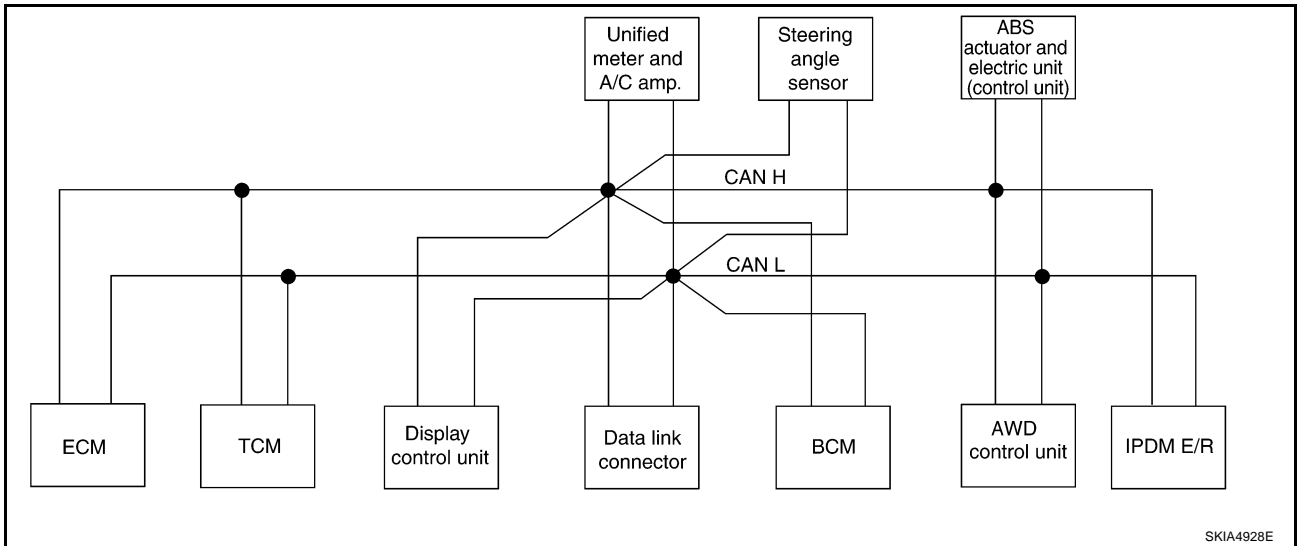 Unified
meter and
A/C amp.
Steering
angle
sensor
ABS
actuator and
electric unit
(control unit)
CAN H
CAN L
ECM
TCM
Display
control unit
Data link
connector
BCM
AWD
control unit
IPDM E/R
SKIA4928E